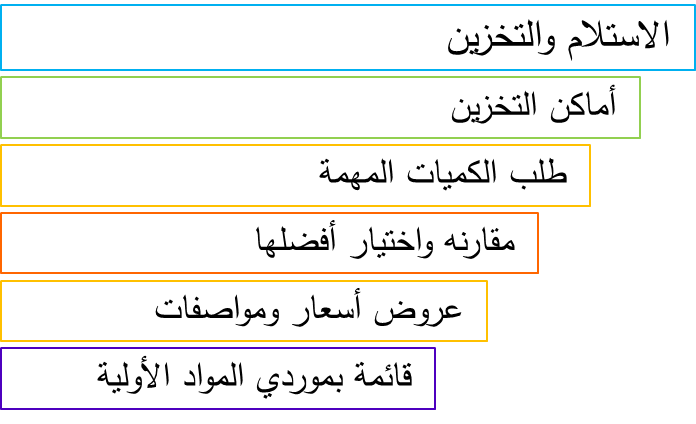 الاستلام والتخزين
أماكن التخزين
طلب الكميات المهمة
مقارنه واختيار أفضلها
عروض أسعار ومواصفات
قائمة بموردي المواد الأولية